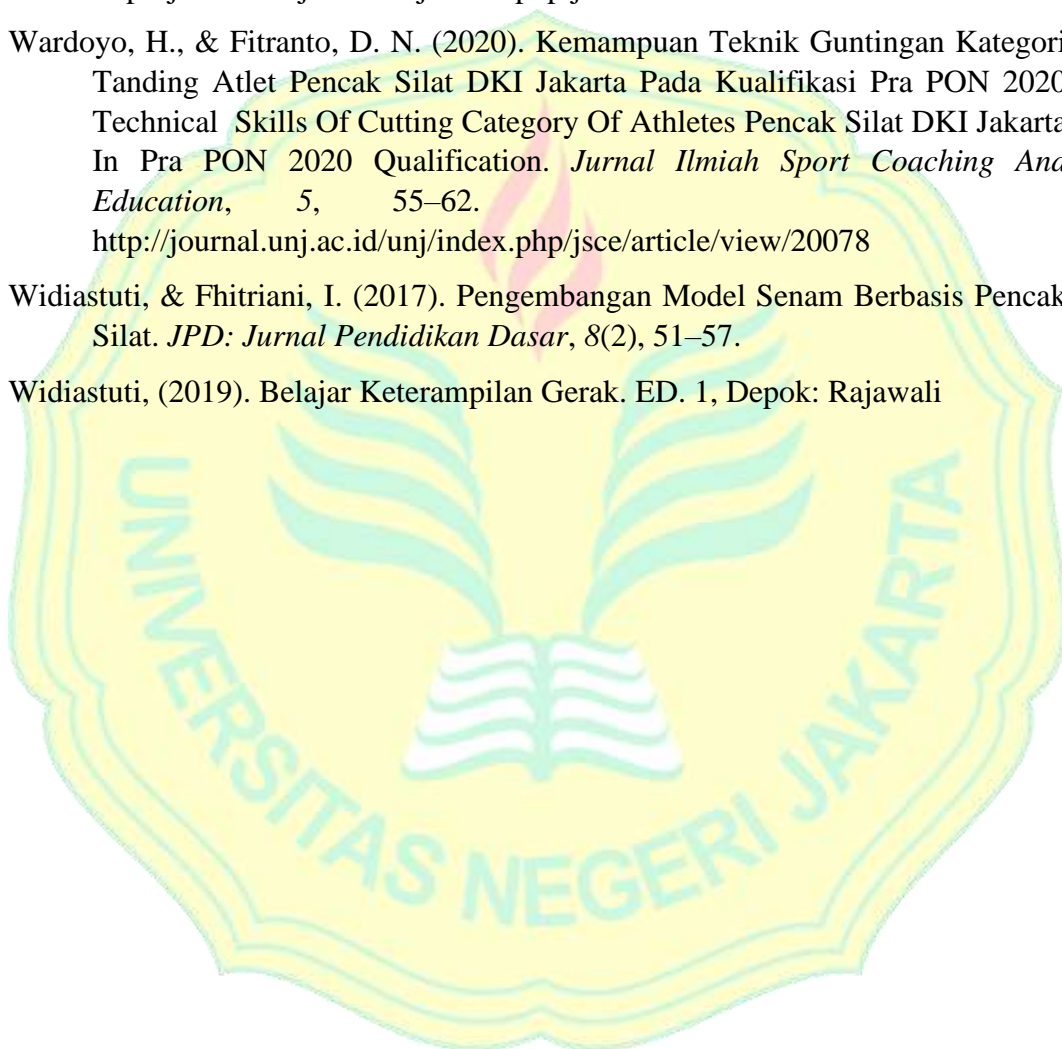 Wardoyo, H., & Fitranto, D. N. (2020). Kemampuan Teknik Guntingan Kategori
Tanding Atlet Pencak Silat DKI Jakarta Pada Kualifikasi Pra PON 2020
Technical Skills Of Cutting Category Of Athletes Pencak Silat DKI Jakarta
In Pra PON 2020 Qualification. Jurnal Ilmiah Sport Coaching And
Education, 5, 55–62.
http://journal.unj.ac.id/unj/index.php/jsce/article/view/20078
Widiastuti, & Fhitriani, I. (2017). Pengembangan Model Senam Berbasis Pencak
Silat. JPD: Jurnal Pendidikan Dasar, 8(2), 51–57.
Widiastuti, (2019). Belajar Keterampilan Gerak. ED. 1, Depok: Rajawali
UNIVERSITAS NEGERI JAKARTA